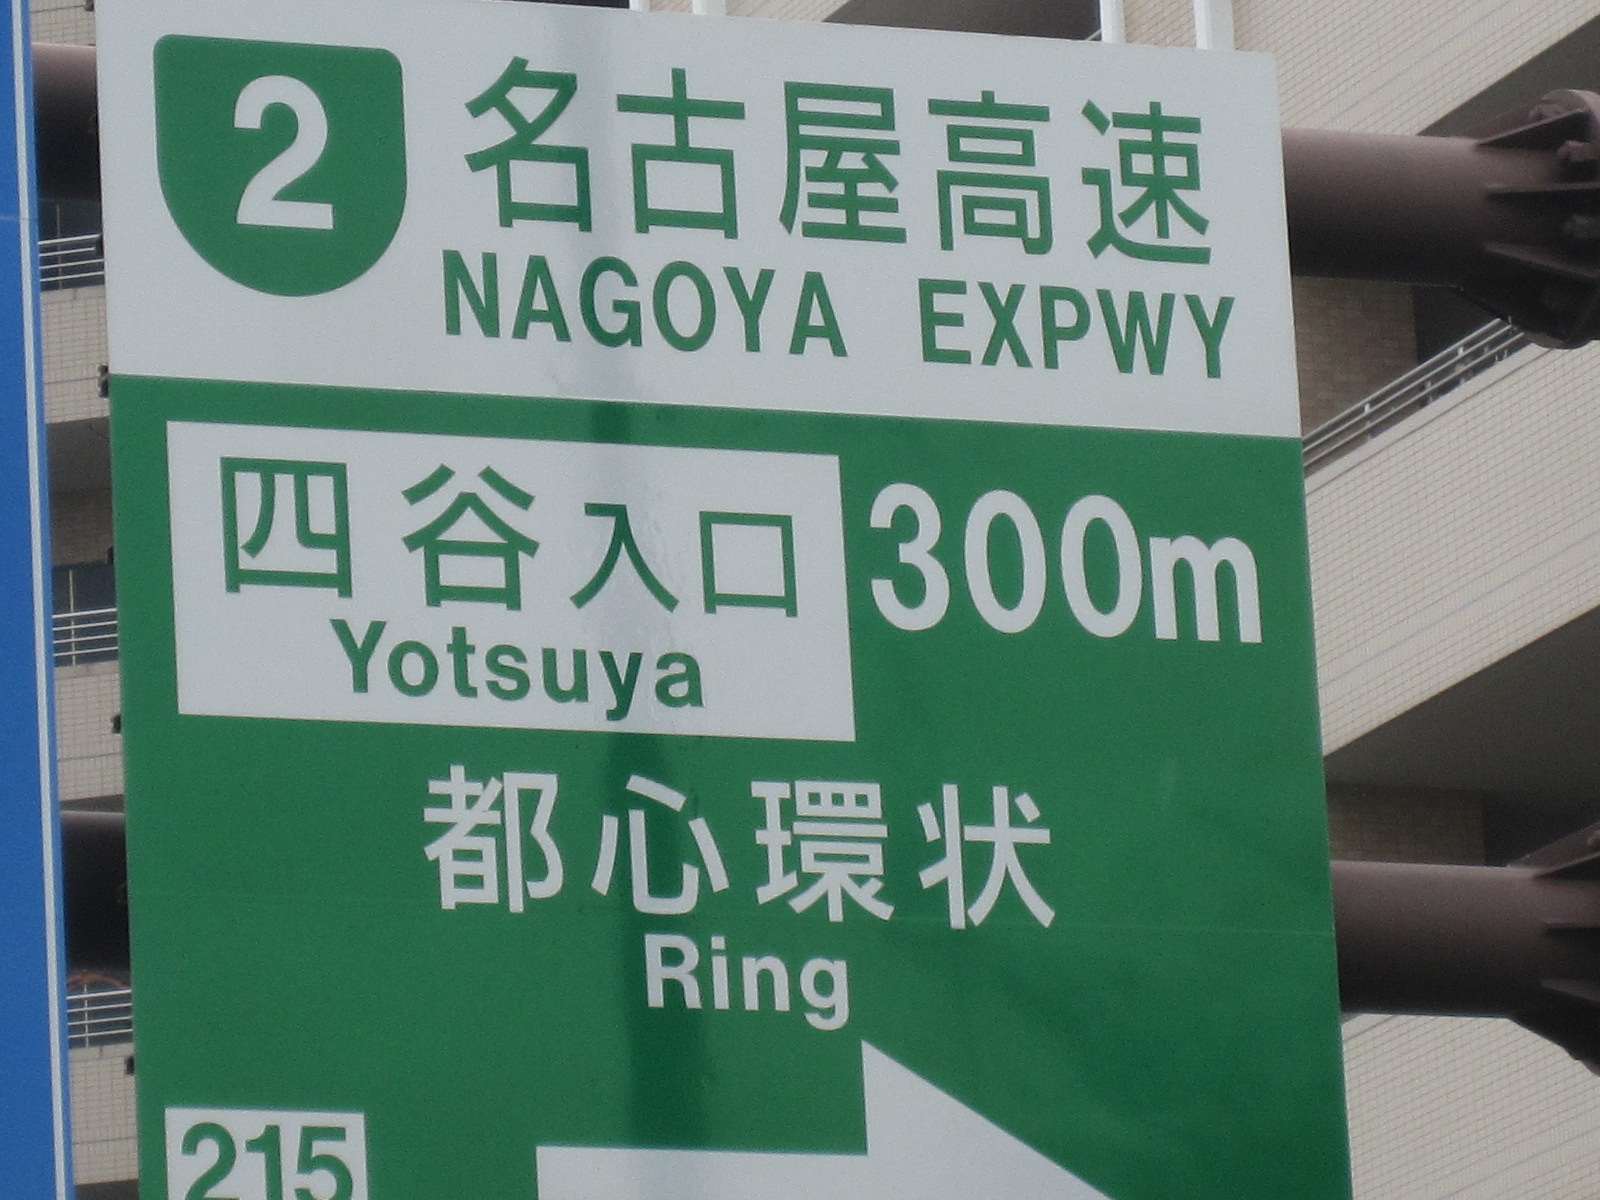 2 名古屋高速
NAGOYA EXPWY
四谷入口 300m
Yotsuya
都心環状
Ring
215